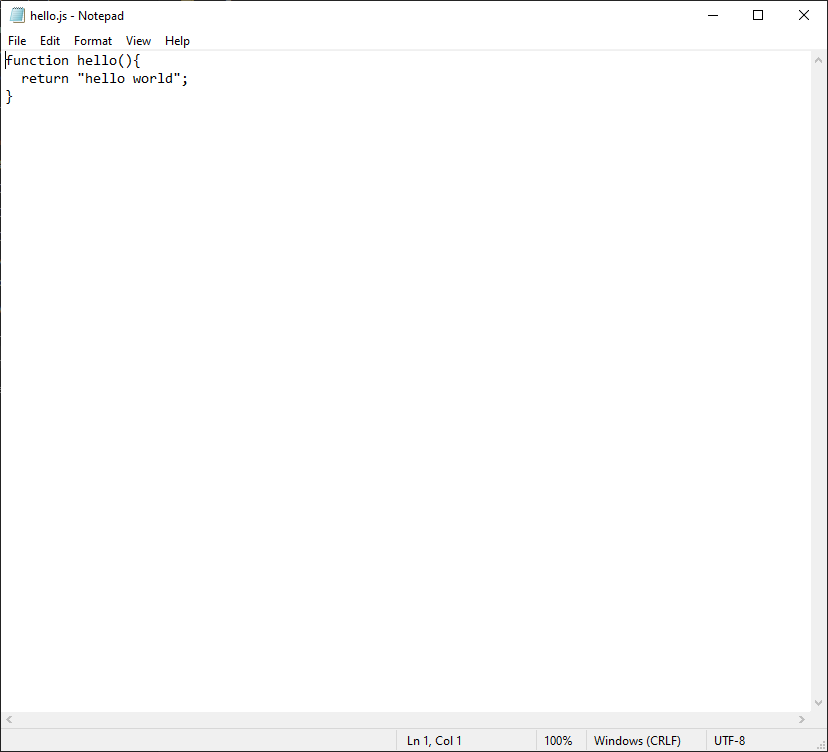 hello.js - Notepad
File Edit Format View Help
function hello(){
  return "hello world";
}
Ln 1, Col 1 100% Windows (CRLF) UTF-8